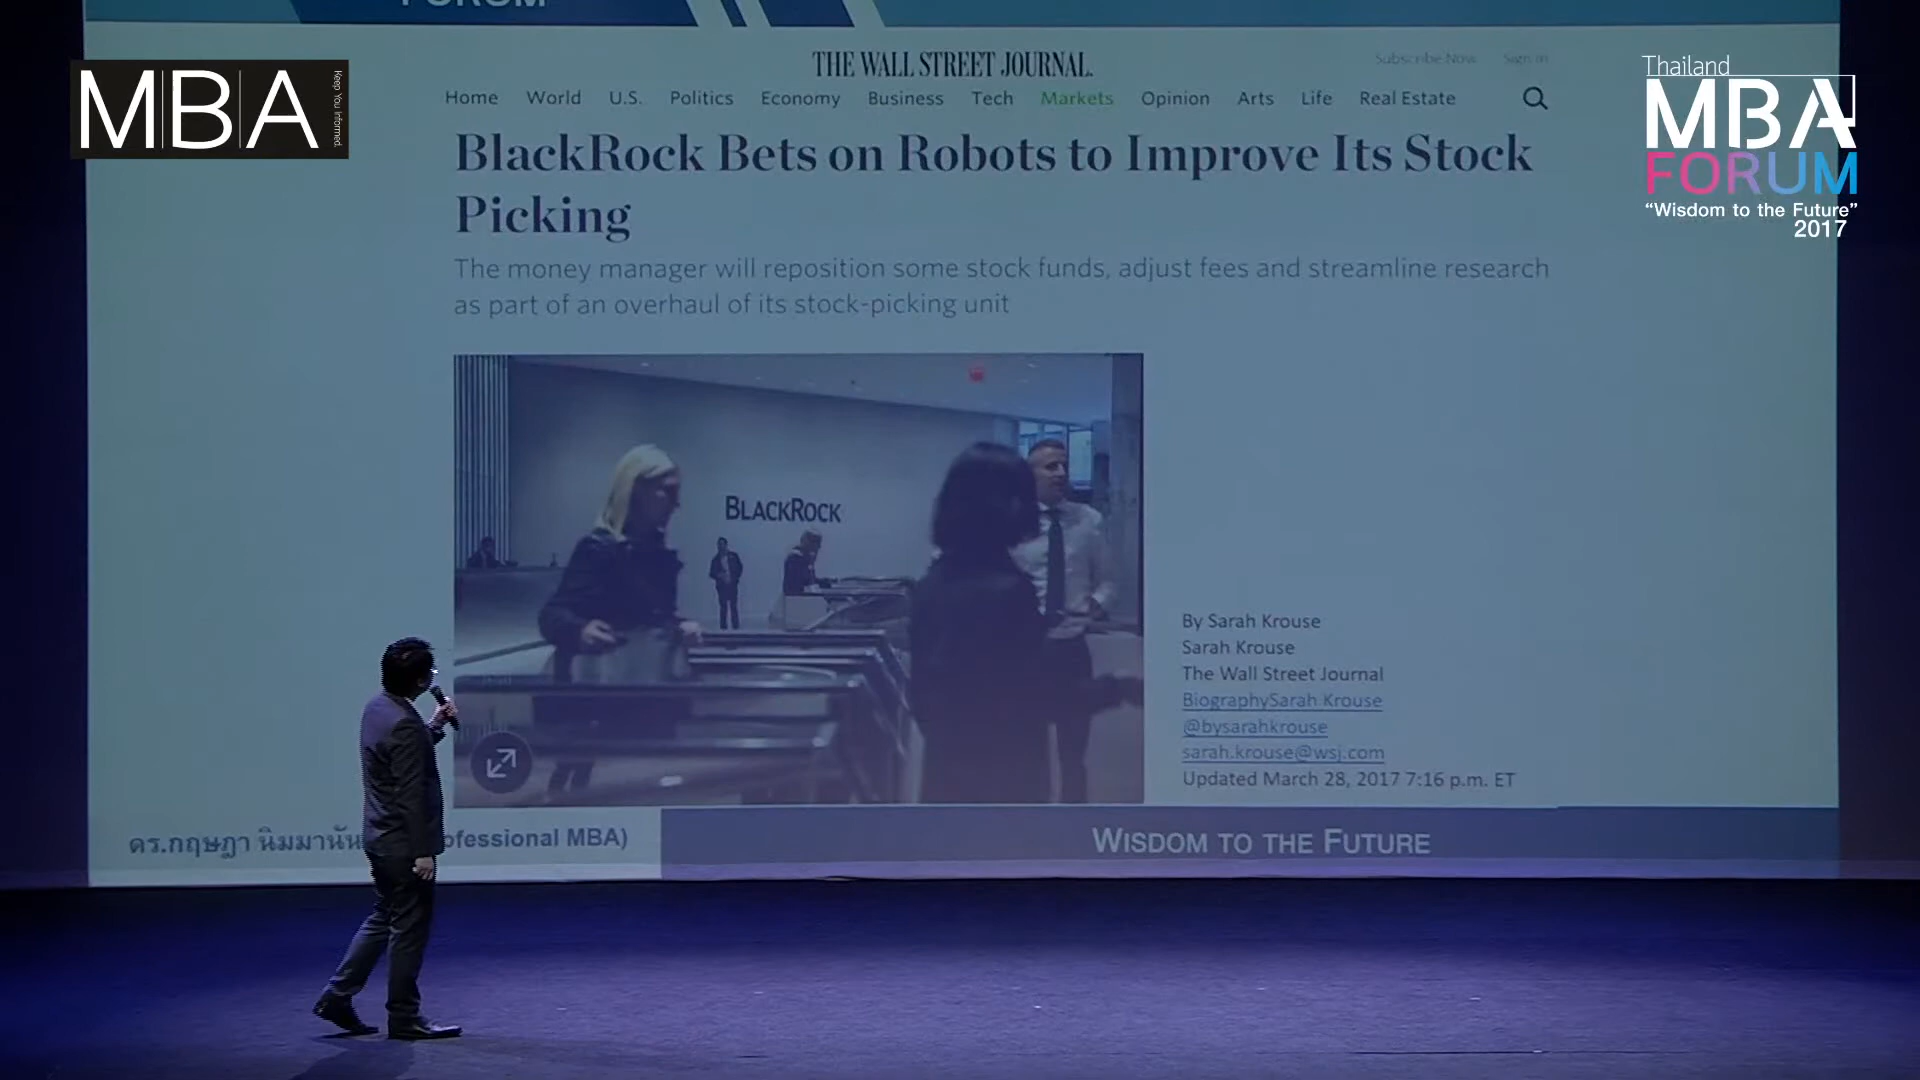 FORUM
MBA
Keep You Informed.
Thailand
MBA
FORUM
“Wisdom to the Future”
2017
THE WALL STREET JOURNAL.
Subscribe Now Sign In
Home World U.S. Politics Economy Business Tech Markets Opinion Arts Life Real Estate
BlackRock Bets on Robots to Improve Its Stock
Picking
The money manager will reposition some stock funds, adjust fees and streamline research
as part of an overhaul of its stock-picking unit
BLACKROCK
By Sarah Krouse
Sarah Krouse
The Wall Street Journal
BiographySarah Krouse
@bysarahkrouse
sarah.krouse@wsj.com
Updated March 28, 2017 7:16 p.m. ET
ดร.กฤษฎา นิมมานัน ofessional MBA)
WISDOM TO THE FUTURE